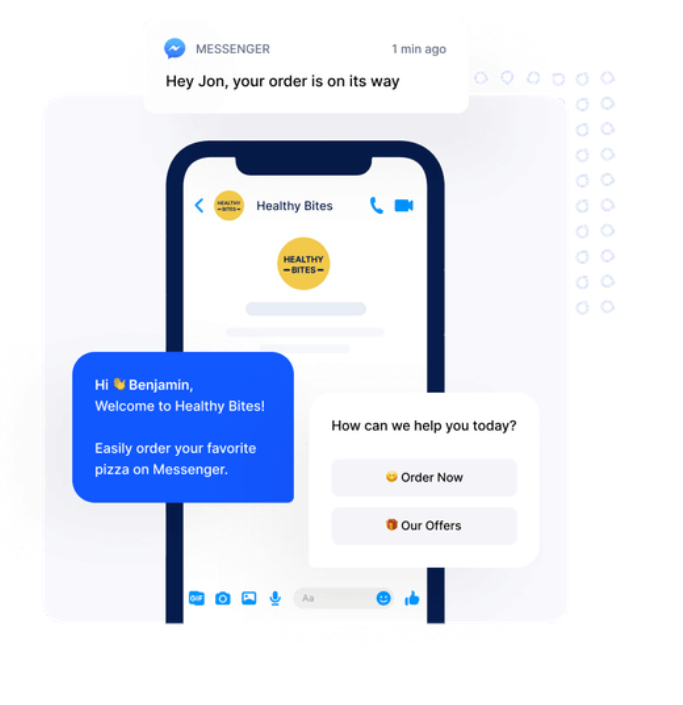 MESSENGER 1 min ago
Hey Jon, your order is on its way
HEALTHY
BITES
Healthy Bites
HEALTHY
BITES
Hi 👋 Benjamin,
Welcome to Healthy Bites!
Easily order your favorite
pizza on Messenger.
How can we help you today?
😋 Order Now
🎁 Our Offers
GIF
Aa